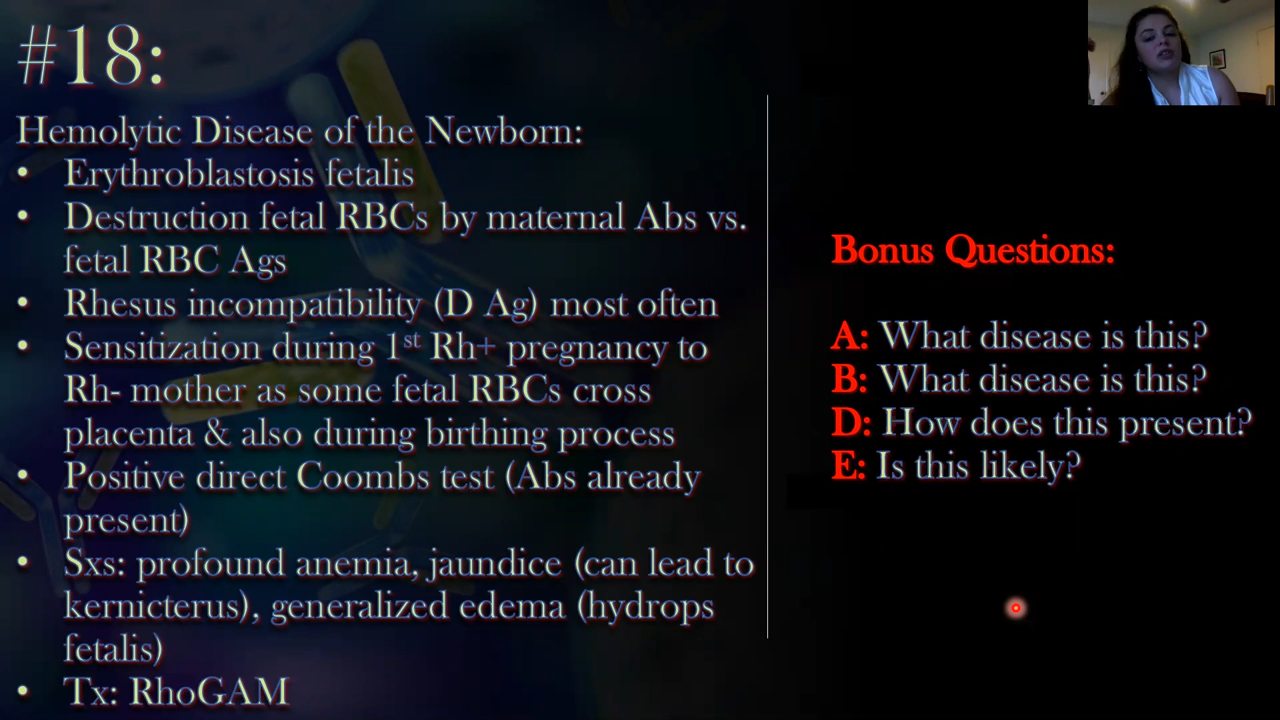 #18:
Hemolytic Disease of the Newborn:
• Erythroblastosis fetalis
• Destruction fetal RBCs by maternal Abs vs.
fetal RBC Ags
• Rhesus incompatibility (D Ag) most often
• Sensitization during 1st Rh+ pregnancy to
Rh- mother as some fetal RBCs cross
placenta & also during birthing process
• Positive direct Coombs test (Abs already
present)
• Sxs: profound anemia, jaundice (can lead to
kernicterus), generalized edema (hydrops
fetalis)
• Tx: RhoGAM
Bonus Questions:
A: What disease is this?
B: What disease is this?
D: How does this present?
E: Is this likely?